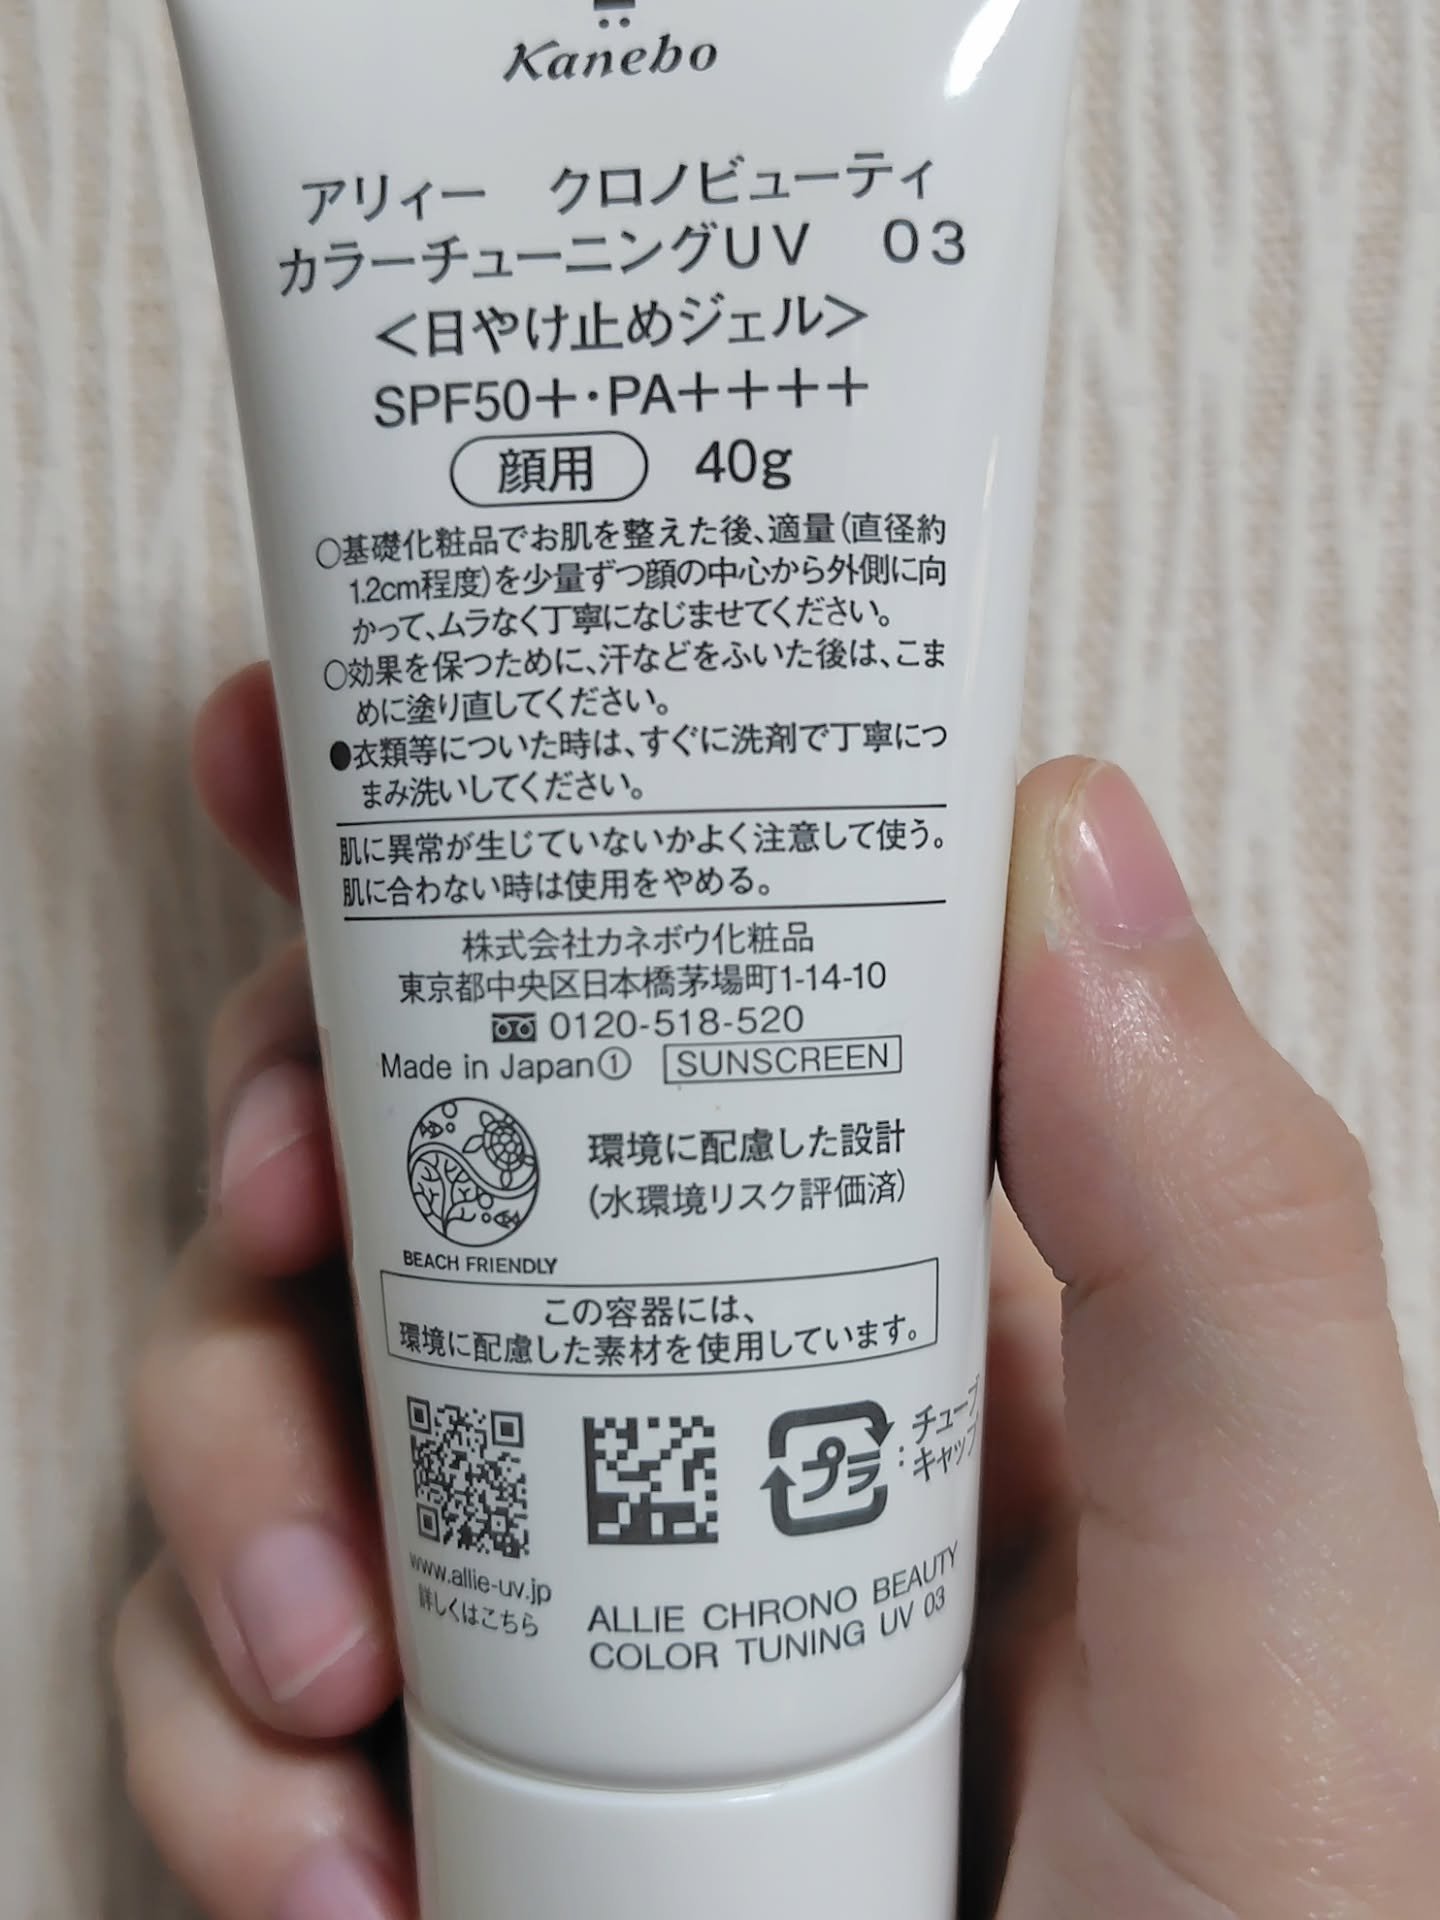 Kanebo
アリィー　クロノビューティ
カラーチューニングUV　03
＜日やけ止めジェル＞
SPF50+・PA++++
顔用　40g
○基礎化粧品でお肌を整えた後、適量（直径約
1.2cm程度）を少量ずつ顔の中心から外側に向
かって、ムラなく丁寧になじませてください。
○効果を保つために、汗などをふいた後は、こま
めに塗り直してください。
●衣類等についた時は、すぐに洗剤で丁寧につ
まみ洗いしてください。
肌に異常が生じていないかよく注意して使う。
肌に合わない時は使用をやめる。
株式会社カネボウ化粧品
東京都中央区日本橋茅場町1-14-10
0120-518-520
Made in Japan① SUNSCREEN
環境に配慮した設計
(水環境リスク評価済)
BEACH FRIENDLY
この容器には、
環境に配慮した素材を使用しています。
プラ
：チューブ
キャップ
www.allie-uv.jp
詳しくはこちら
ALLIE CHRONO BEAUTY
COLOR TUNING UV 03